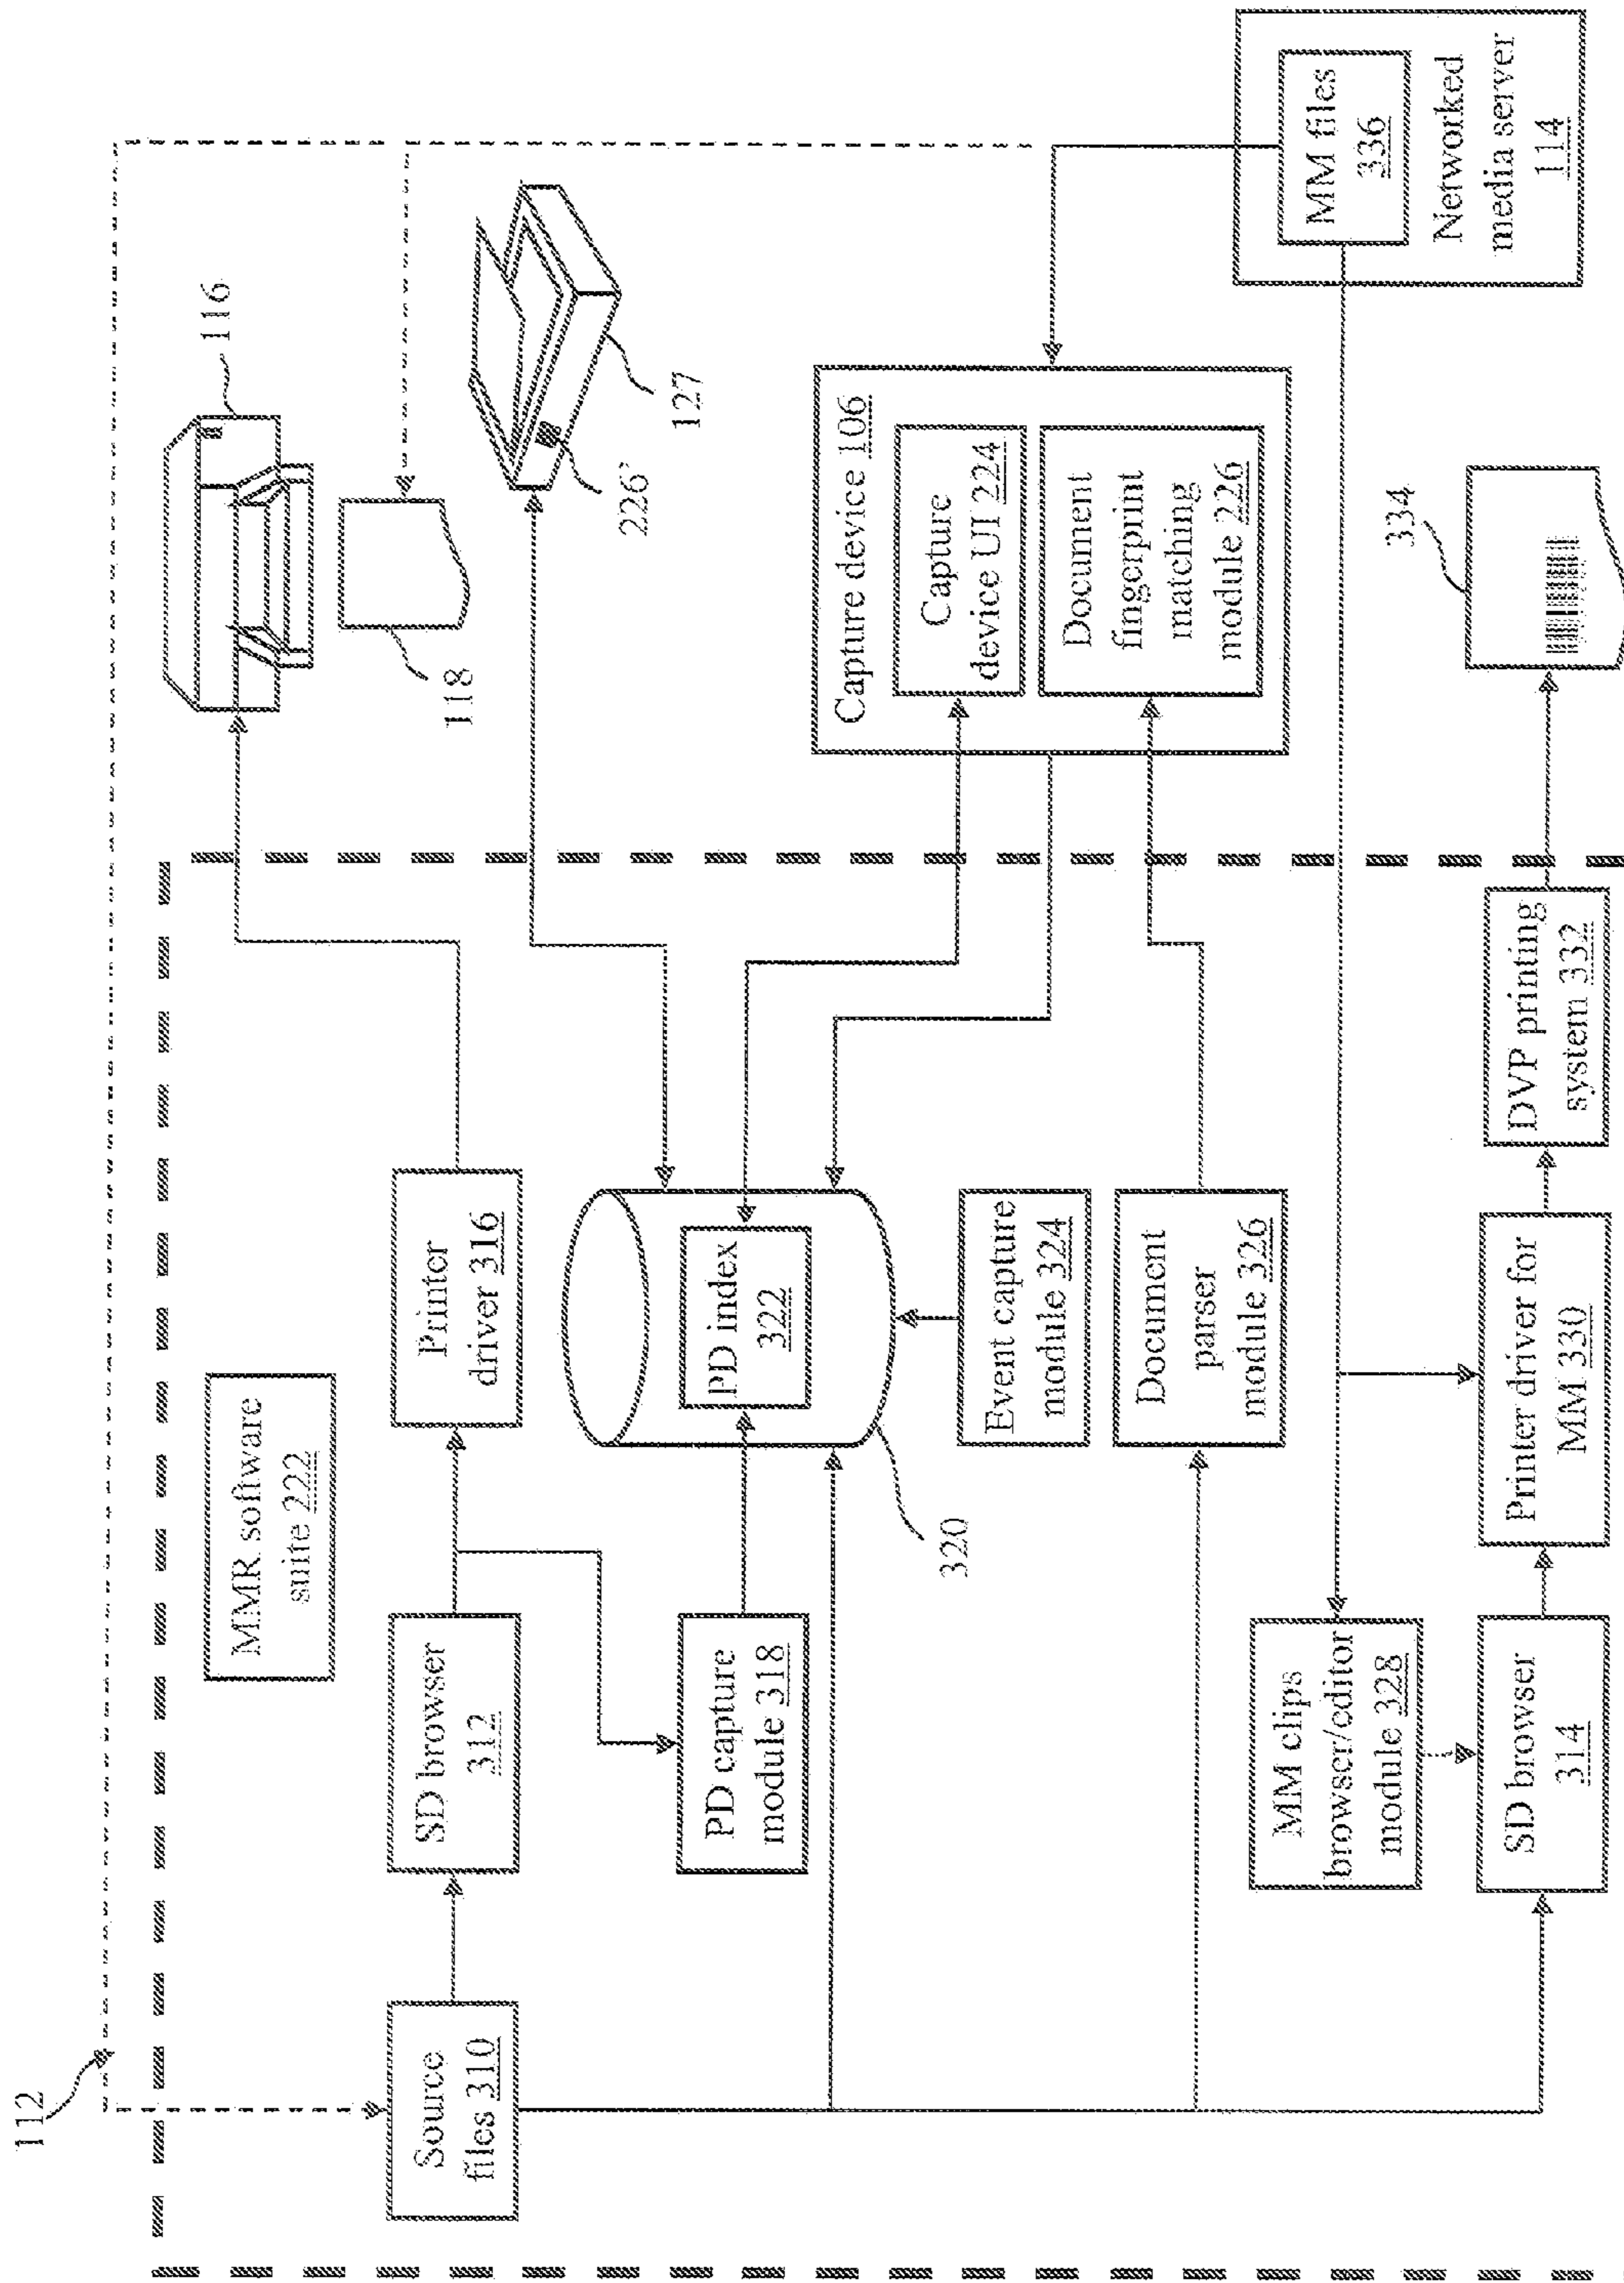 112
MMR software
suite 222
116
118
Source
files 310
SD browser
312
Printer
driver 316
226'
127
PD capture
module 318
PD index
322
320
Capture device 106
Capture
device UI 224
Document
fingerprint
matching
module 226
Event capture
module 324
Document
parser
module 326
MM clips
browser/editor
module 328
MM files
336
Networked
media server
114
SD browser
314
Printer driver for
MM 330
DVP printing
system 332
334